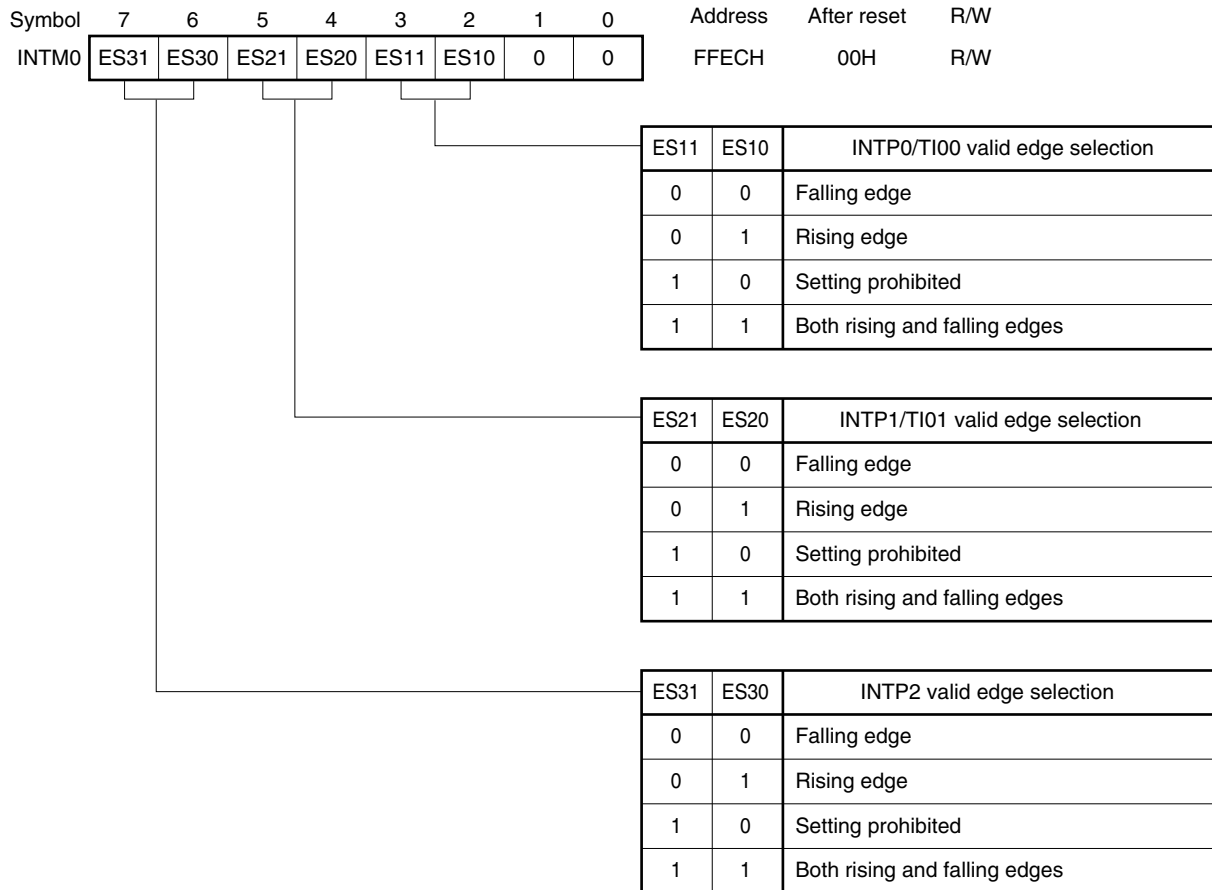 Symbol 7 6 5 4 3 2 1 0 Address After reset R/W
INTM0 ES31 ES30 ES21 ES20 ES11 ES10 0 0 FFECH 00H R/W
ES11 ES10 INTP0/TI00 valid edge selection
0 0 Falling edge
0 1 Rising edge
1 0 Setting prohibited
1 1 Both rising and falling edges
ES21 ES20 INTP1/TI01 valid edge selection
0 0 Falling edge
0 1 Rising edge
1 0 Setting prohibited
1 1 Both rising and falling edges
ES31 ES30 INTP2 valid edge selection
0 0 Falling edge
0 1 Rising edge
1 0 Setting prohibited
1 1 Both rising and falling edges